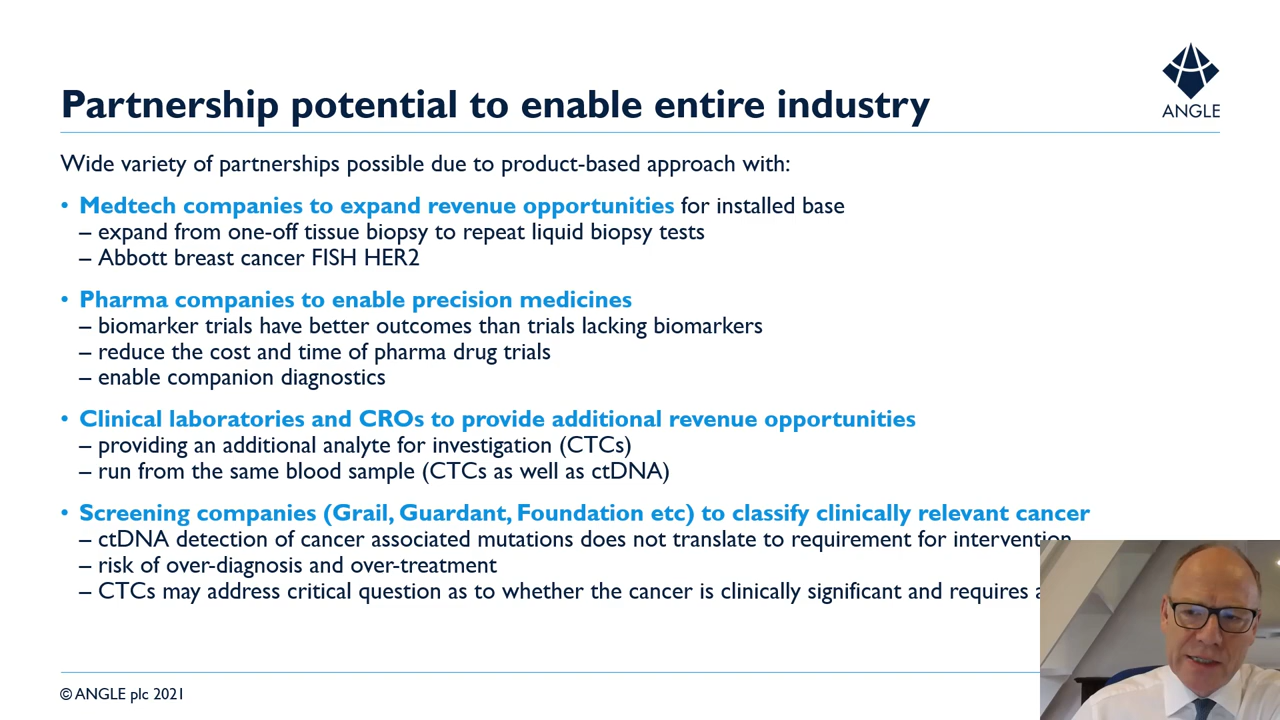 ANGLE
Partnership potential to enable entire industry
Wide variety of partnerships possible due to product-based approach with:
• Medtech companies to expand revenue opportunities for installed base
– expand from one-off tissue biopsy to repeat liquid biopsy tests
– Abbott breast cancer FISH HER2
• Pharma companies to enable precision medicines
– biomarker trials have better outcomes than trials lacking biomarkers
– reduce the cost and time of pharma drug trials
– enable companion diagnostics
• Clinical laboratories and CROs to provide additional revenue opportunities
– providing an additional analyte for investigation (CTCs)
– run from the same blood sample (CTCs as well as ctDNA)
• Screening companies (Grail, Guardant, Foundation etc) to classify clinically relevant cancer
– ctDNA detection of cancer associated mutations does not translate to requirement for intervention
– risk of over-diagnosis and over-treatment
– CTCs may address critical question as to whether the cancer is clinically significant and requires
© ANGLE plc 2021